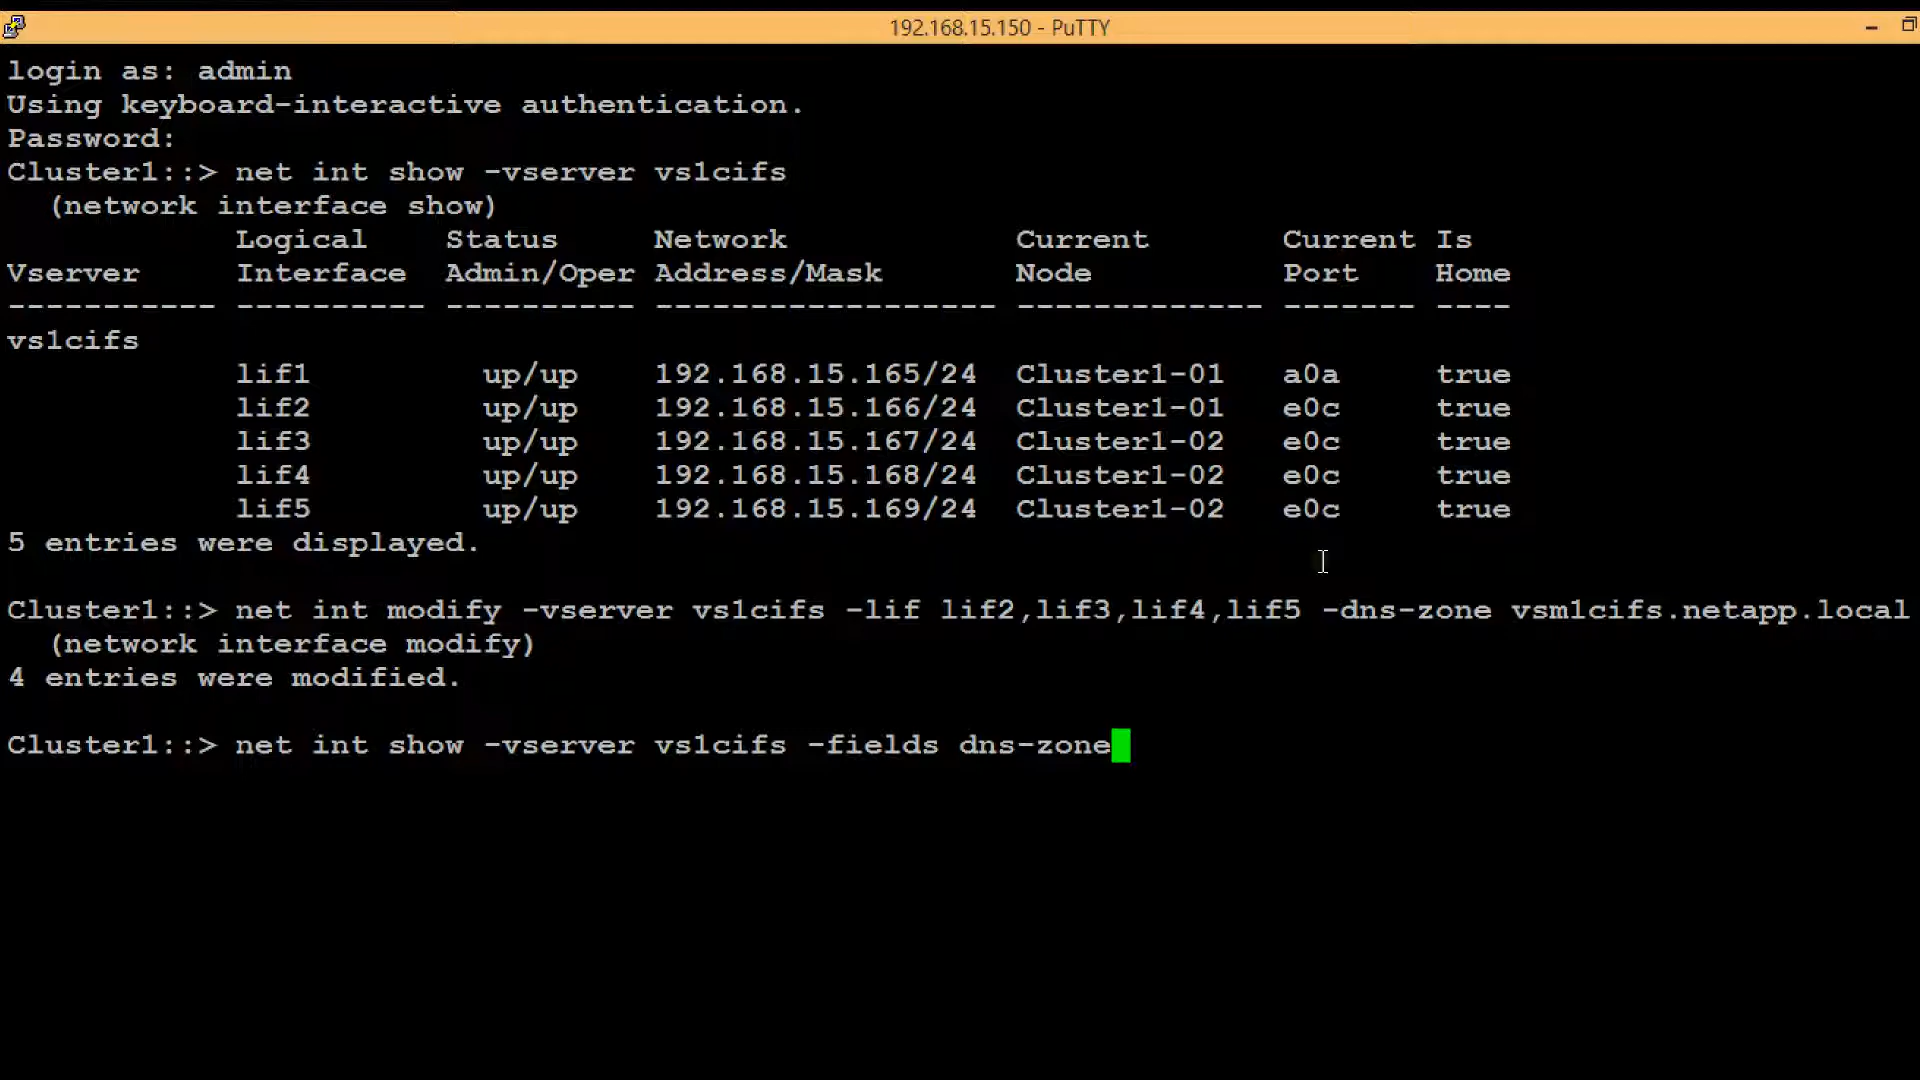 192.168.15.150 - PuTTY
login as: admin
Using keyboard-interactive authentication.
Password:
Cluster1::> net int show -vserver vs1cifs
  (network interface show)
            Logical    Status     Network            Current       Current Is
Vserver     Interface  Admin/Oper Address/Mask       Node          Port    Home
----------- ---------- ---------- ------------------ ------------- ------- ----
vs1cifs
            lif1         up/up    192.168.15.165/24  Cluster1-01   a0a     true
            lif2         up/up    192.168.15.166/24  Cluster1-01   e0c     true
            lif3         up/up    192.168.15.167/24  Cluster1-02   e0c     true
            lif4         up/up    192.168.15.168/24  Cluster1-02   e0c     true
            lif5         up/up    192.168.15.169/24  Cluster1-02   e0c     true
5 entries were displayed.
Cluster1::> net int modify -vserver vs1cifs -lif lif2,lif3,lif4,lif5 -dns-zone vsm1cifs.netapp.local
  (network interface modify)
4 entries were modified.
Cluster1::> net int show -vserver vs1cifs -fields dns-zone